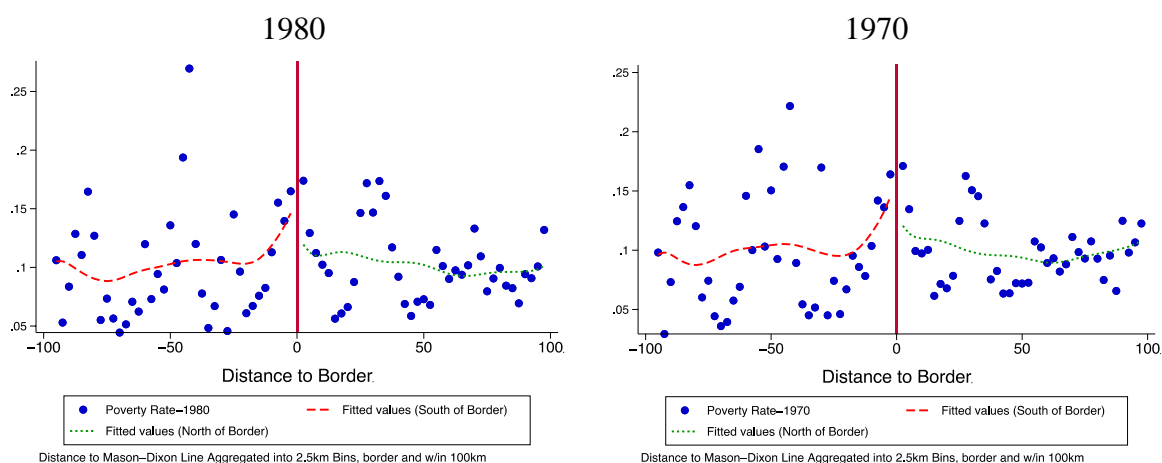 1980
.25
.2
.15
.1
.05
−100
−50
0
50
100
Distance to Border
Poverty Rate−1980
Fitted values (South of Border)
Fitted values (North of Border)
Distance to Mason−Dixon Line Aggregated into 2.5km Bins, border and w/in 100km
1970
.25
.2
.15
.1
.05
−100
−50
0
50
100
Distance to Border
Poverty Rate−1970
Fitted values (South of Border)
Fitted values (North of Border)
Distance to Mason−Dixon Line Aggregated into 2.5km Bins, border and w/in 100km